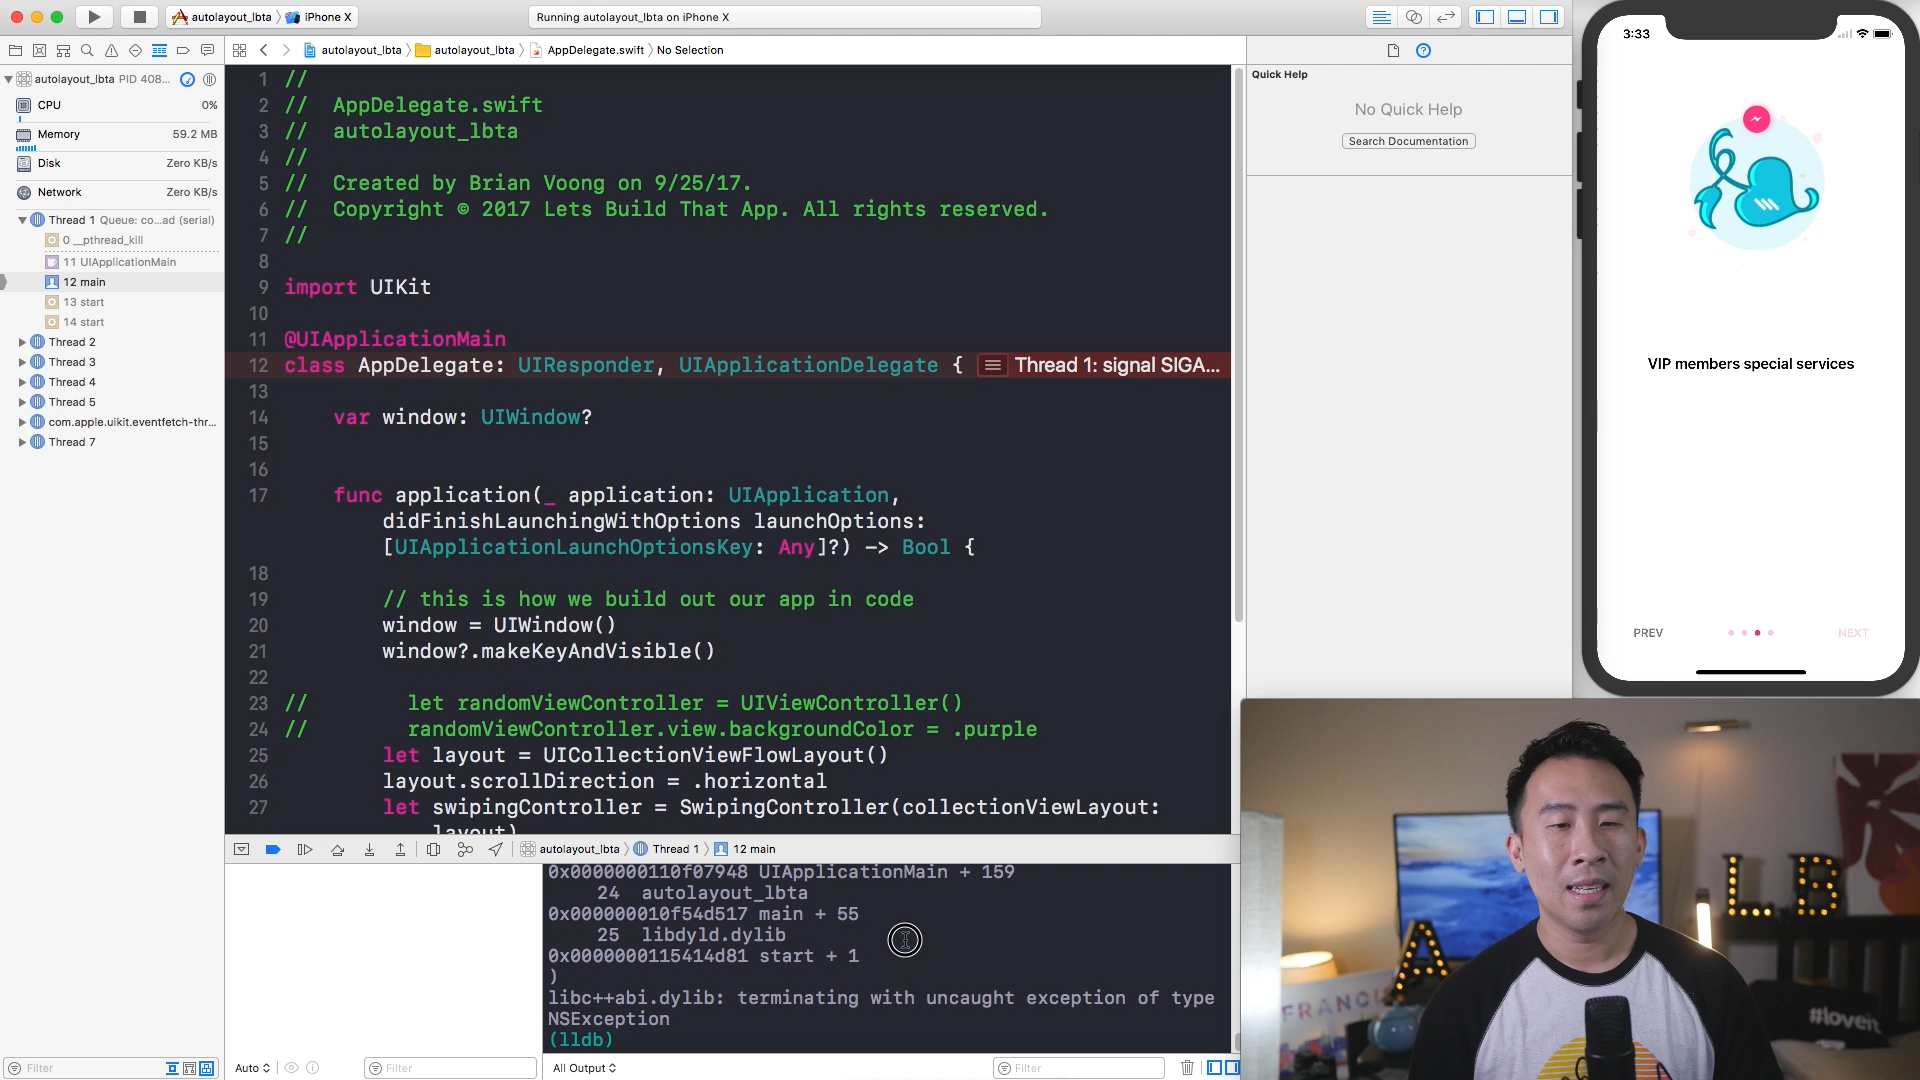 autolayout_lbta
iPhone X
Running autolayout_lbta on iPhone X
autolayout_lbta
autolayout_lbta
AppDelegate.swift
No Selection
autolayout_lbta PID 408...
CPU
0%
Memory
59.2 MB
Disk
Zero KB/s
Network
Zero KB/s
Thread 1 Queue: co...ad (serial)
0 __pthread_kill
11 UIApplicationMain
12 main
13 start
14 start
Thread 2
Thread 3
Thread 4
Thread 5
com.apple.uikit.eventfetch-thr...
Thread 7
1 //
2 //  AppDelegate.swift
3 //  autolayout_lbta
4 //
5 //  Created by Brian Voong on 9/25/17.
6 //  Copyright © 2017 Lets Build That App. All rights reserved.
7 //
8
9 import UIKit
10
11 @UIApplicationMain
12 class AppDelegate: UIResponder, UIApplicationDelegate {
Thread 1: signal SIGA...
13
14 var window: UIWindow?
15
16
17 func application(_ application: UIApplication,
didFinishLaunchingWithOptions launchOptions:
[UIApplicationLaunchOptionsKey: Any]?) -> Bool {
18
19 // this is how we build out our app in code
20 window = UIWindow()
21 window?.makeKeyAndVisible()
22
23 // let randomViewController = UIViewController()
24 // randomViewController.view.backgroundColor = .purple
25 let layout = UICollectionViewFlowLayout()
26 layout.scrollDirection = .horizontal
27 let swipingController = SwipingController(collectionViewLayout:
layout)
Quick Help
No Quick Help
Search Documentation
3:33
VIP members special services
PREV
NEXT
autolayout_lbta
Thread 1
12 main
0x0000000110f07948 UIApplicationMain + 159
24 autolayout_lbta
0x000000010f54d517 main + 55
25 libdyld.dylib
0x0000000115414d81 start + 1
)
libc++abi.dylib: terminating with uncaught exception of type
NSException
(lldb)
Filter
Auto
Filter
All Output
Filter
L B
A
FRANCI
#loveit